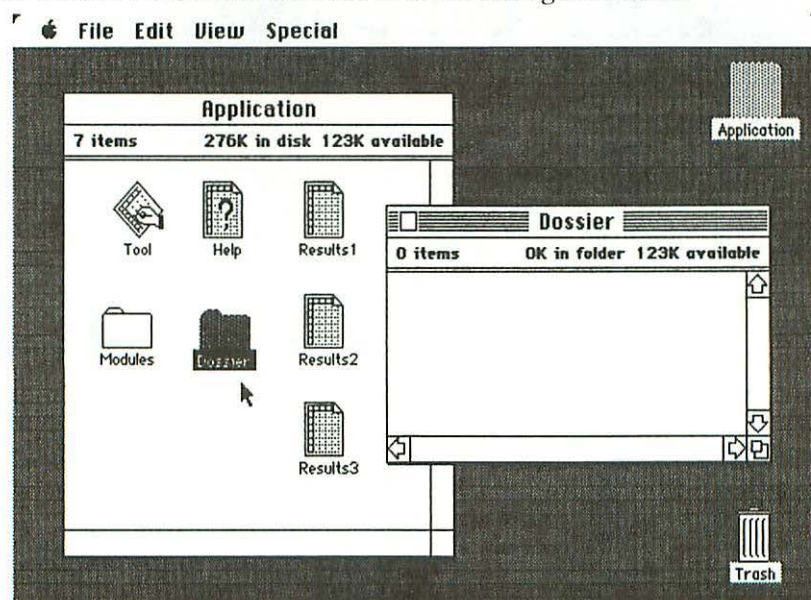 File Edit View Special
Application
7 items 276K in disk 123K available
Application
Tool Help Results1
Dossier
0 items 0K in folder 123K available
Modules Dossier Results2
Results3
Trash